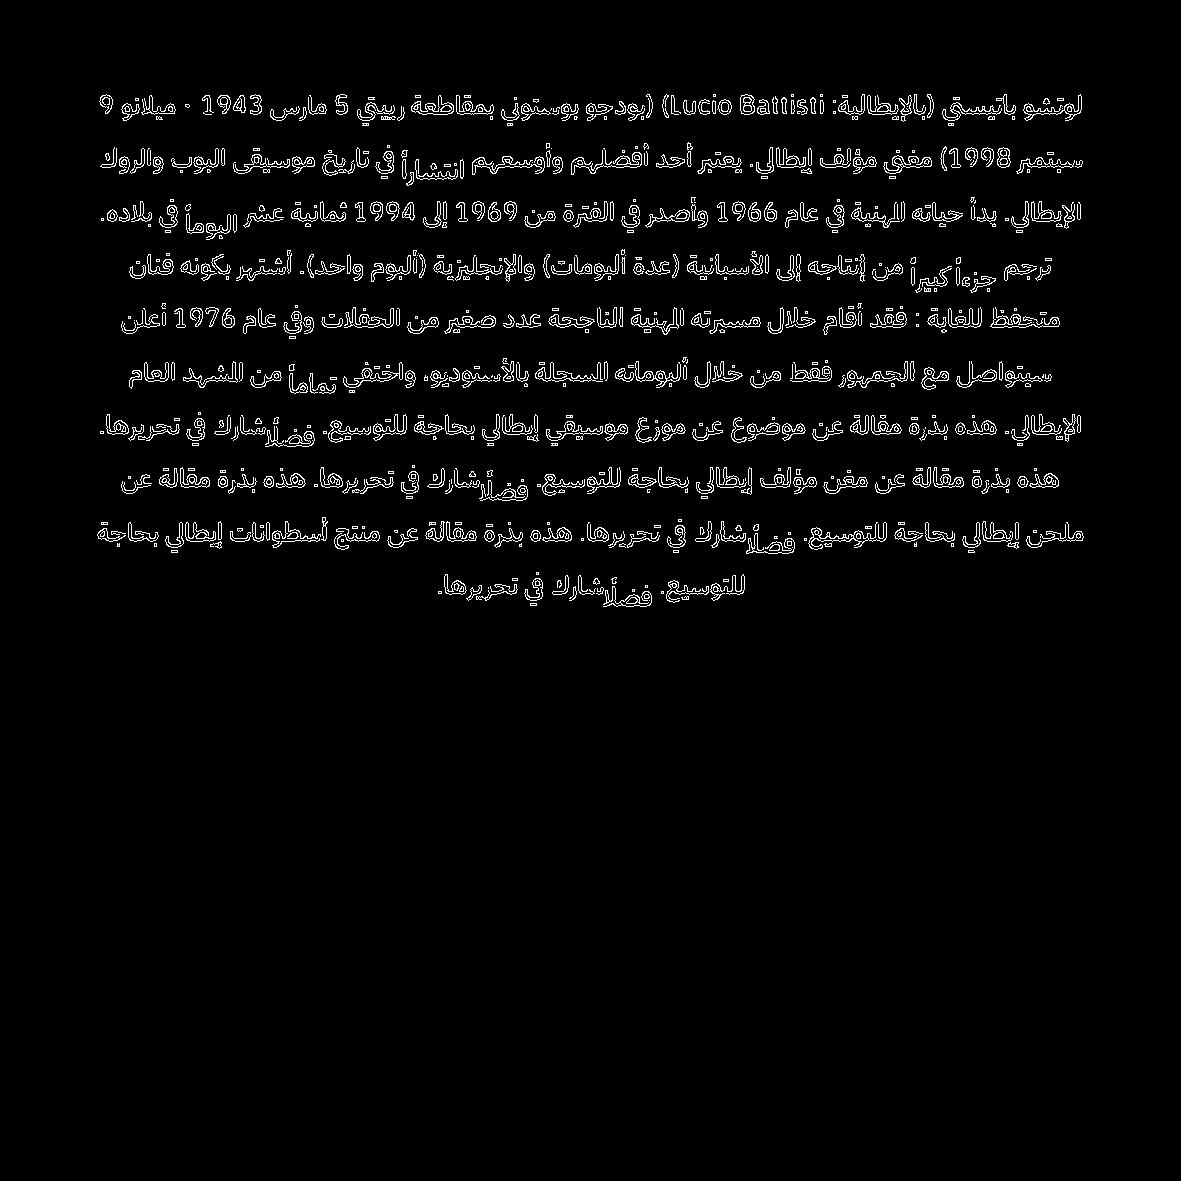 لوتشو باتيستي (بالإيطالية: Lucio Battisti) (بودجو بوستوني بمقاطعة رييتي 5 مارس 1943 - ميلانو 9
سبتمبر 1998) مغني مؤلف إيطالي. يعتبر أحد أفضلهم وأوسعهم انتشاراً في تاريخ موسيقى البوب والروك
الإيطالي. بدأ حياته المهنية في عام 1966 وأصدر في الفترة من 1969 إلى 1994 ثمانية عشر البوماً في بلاده.
ترجم جزءاً كبيراً من إنتاجه إلى الأسبانية (عدة ألبومات) والإنجليزية (ألبوم واحد). أشتهر بكونه فنان
متحفظ للغاية : فقد أقام خلال مسيرته المهنية الناجحة عدد صغير من الحفلات وفي عام 1976 أعلن
سيتواصل مع الجمهور فقط من خلال ألبوماته المسجلة بالأستوديو، واختفي تماماً من المشهد العام
الإيطالي. هذه بذرة مقالة عن موضوع عن موزع موسيقي إيطالي بحاجة للتوسيع. فضلًا شارك في تحريرها.
هذه بذرة مقالة عن مغن مؤلف إيطالي بحاجة للتوسيع. فضلًا شارك في تحريرها. هذه بذرة مقالة عن
ملحن إيطالي بحاجة للتوسيع. فضلًا شارك في تحريرها. هذه بذرة مقالة عن منتج أسطوانات إيطالي بحاجة
للتوسيع. فضلًا شارك في تحريرها.